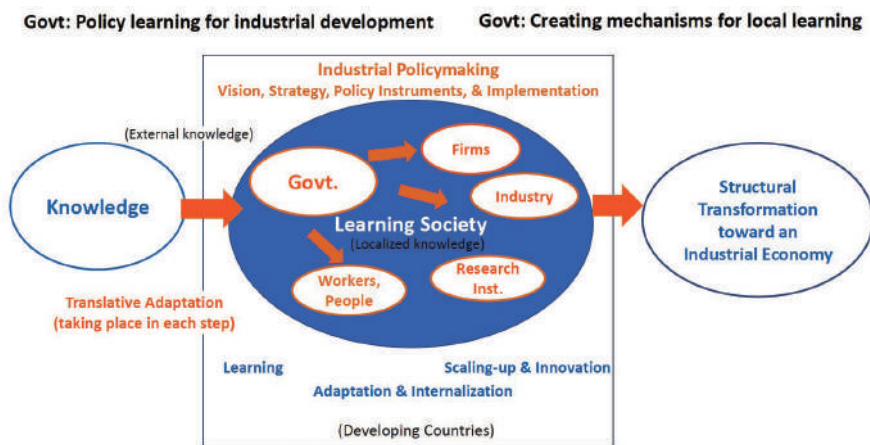 Govt: Policy learning for industrial development
Govt: Creating mechanisms for local learning
Industrial Policymaking
Vision, Strategy, Policy Instruments, & Implementation
(External knowledge)
Knowledge
Govt.
Firms
Industry
Learning Society
(Localized knowledge)
Workers,
People
Research
Inst.
Structural
Transformation
toward an
Industrial Economy
Translative Adaptation
(taking place in each step)
Learning
Scaling-up & Innovation
Adaptation & Internalization
(Developing Countries)